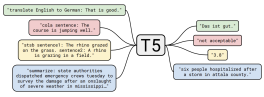 "translate English to German: That is good."
"cola sentence: The
course is jumping well."
"stsb sentence1: The rhino grazed
on the grass. sentence2: A rhino
is grazing in a field."
"summarize: state authorities
dispatched emergency crews tuesday to
survey the damage after an onslaught
of severe weather in mississippi…"
T5
"Das ist gut."
"not acceptable"
"3.8"
"six people hospitalized after
a storm in attala county."